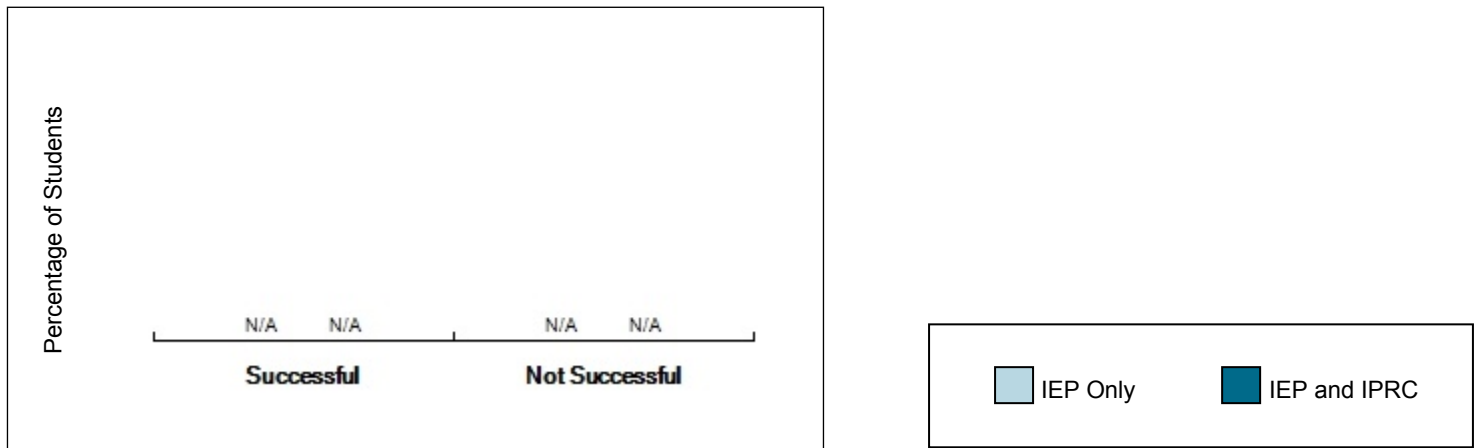 Percentage of Students
N/A N/A N/A N/A
Successful Not Successful
IEP Only IEP and IPRC